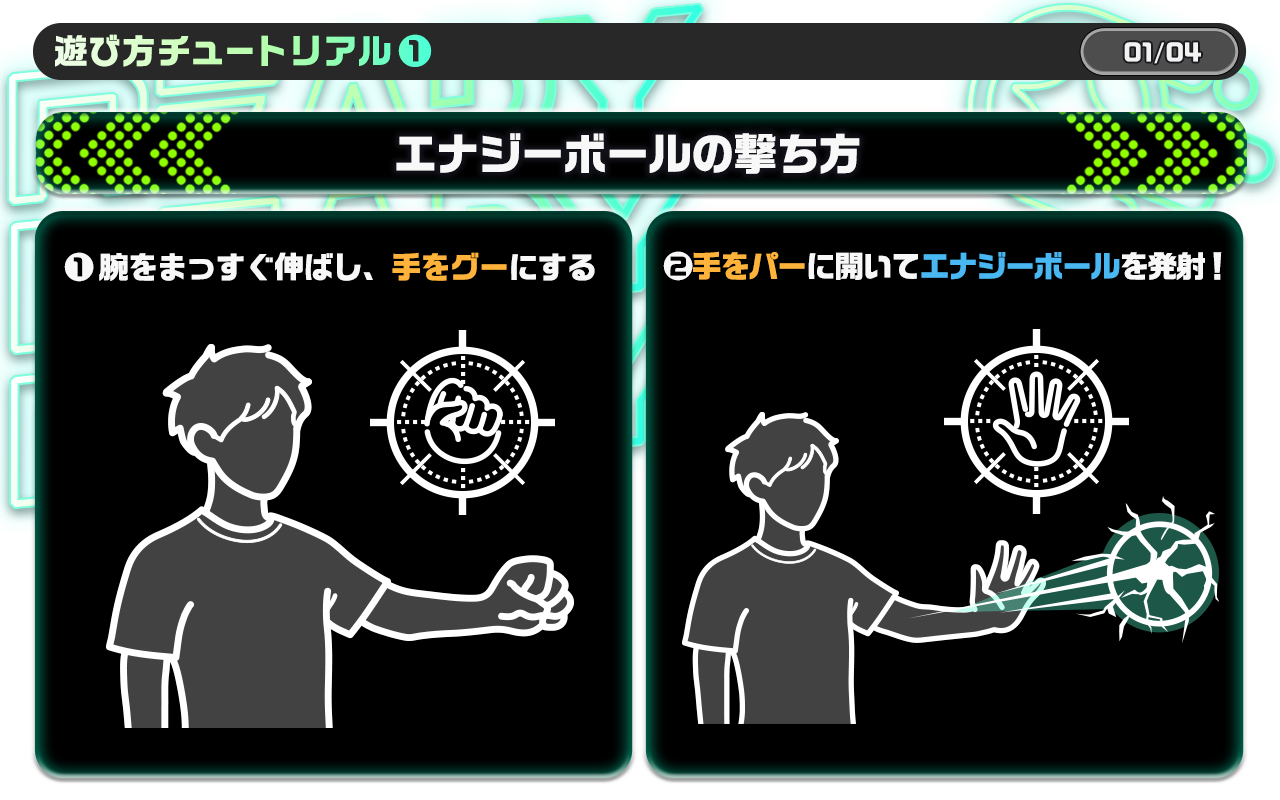 遊び方チュートリアル❶
01/04
エナジーボールの撃ち方
❶腕をまっすぐ伸ばし、手をグーにする
❷手をパーに開いてエナジーボールを発射！